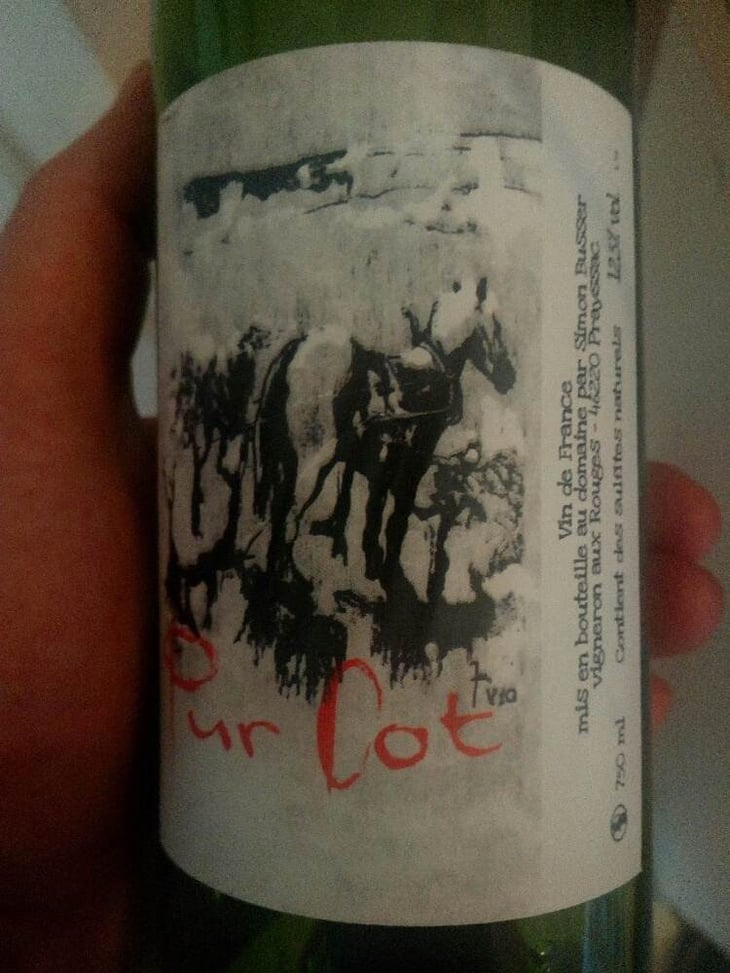 Pur Cot
Vin de France
mis en bouteille au domaine par Simon Busser
vigneron aux Rouges - 46220 Prayssac
750 ml Contient des sulfites naturels 12.5% vol